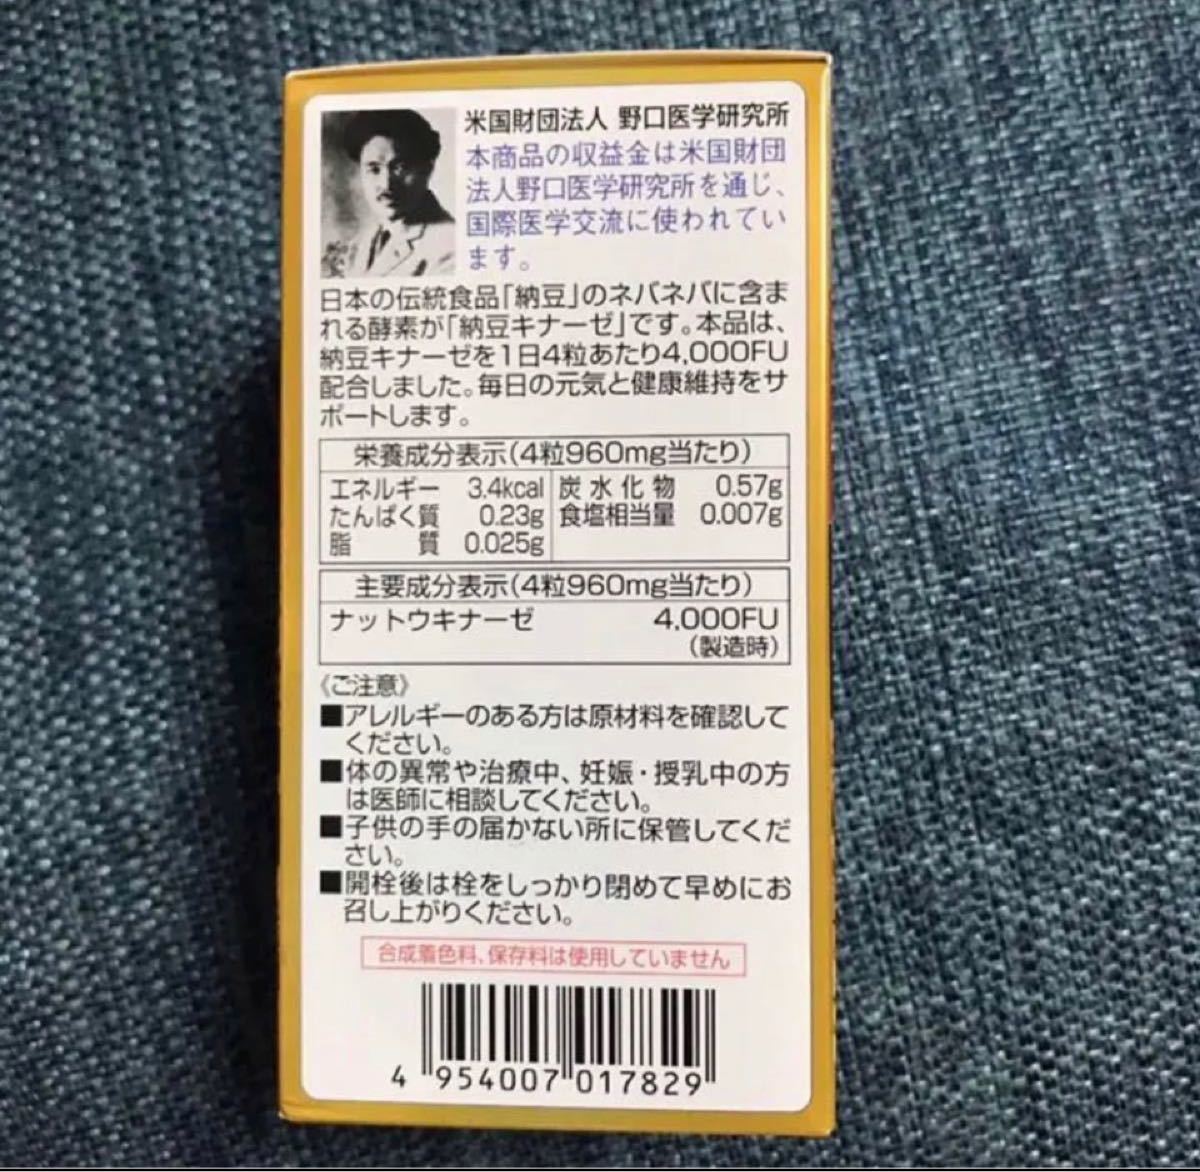 米国財団法人 野口医学研究所
本商品の収益金は米国財団
法人野口医学研究所を通じ、
国際医学交流に使われてい
ます。
日本の伝統食品「納豆」のネバネバに含ま
れる酵素が「納豆キナーゼ」です。本品は、
納豆キナーゼを1日4粒あたり4,000FU
配合しました。毎日の元気と健康維持をサ
ポートします。
栄養成分表示(4粒960mg当たり)
エネルギー 3.4kcal 炭水化物 0.57g
たんぱく質 0.23g 食塩相当量 0.007g
脂質 0.025g
主要成分表示(4粒960mg当たり)
ナットウキナーゼ 4,000FU
(製造時)
《ご注意》
■アレルギーのある方は原材料を確認して
ください。
■体の異常や治療中、妊娠・授乳中の方
は医師に相談してください。
■子供の手の届かない所に保管してくだ
さい。
■開栓後は栓をしっかり閉めて早めにお
召し上がりください。
合成着色料、保存料は使用していません
4 954007 017829